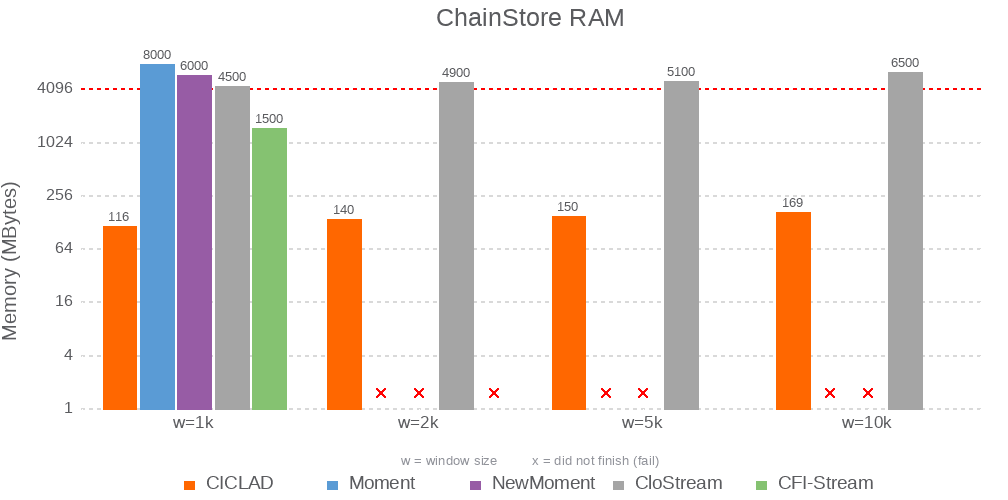 ChainStore RAM
Memory (MBytes)
4096
1024
256
64
16
4
1
116
8000
6000
4500
1500
140
x x
4900
x
150
x x
5100
169
x x
6500
w=1k
w=2k
w=5k
w=10k
w = window size x = did not finish (fail)
CICLAD Moment NewMoment CloStream CFI-Stream